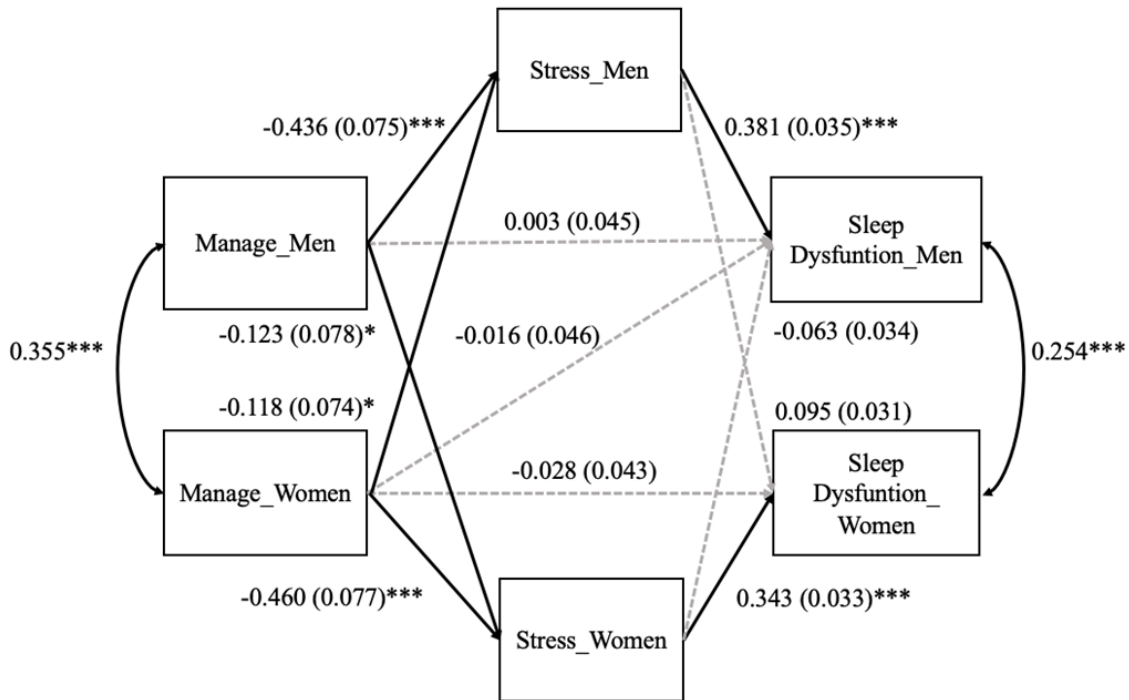 Stress_Men
-0.436 (0.075)***
0.381 (0.035)***
Manage_Men
0.003 (0.045)
Sleep
Dysfuntion_Men
-0.123 (0.078)*
-0.016 (0.046)
-0.063 (0.034)
0.355***
0.254***
-0.118 (0.074)*
0.095 (0.031)
Manage_Women
-0.028 (0.043)
Sleep
Dysfuntion_
Women
-0.460 (0.077)***
0.343 (0.033)***
Stress_Women